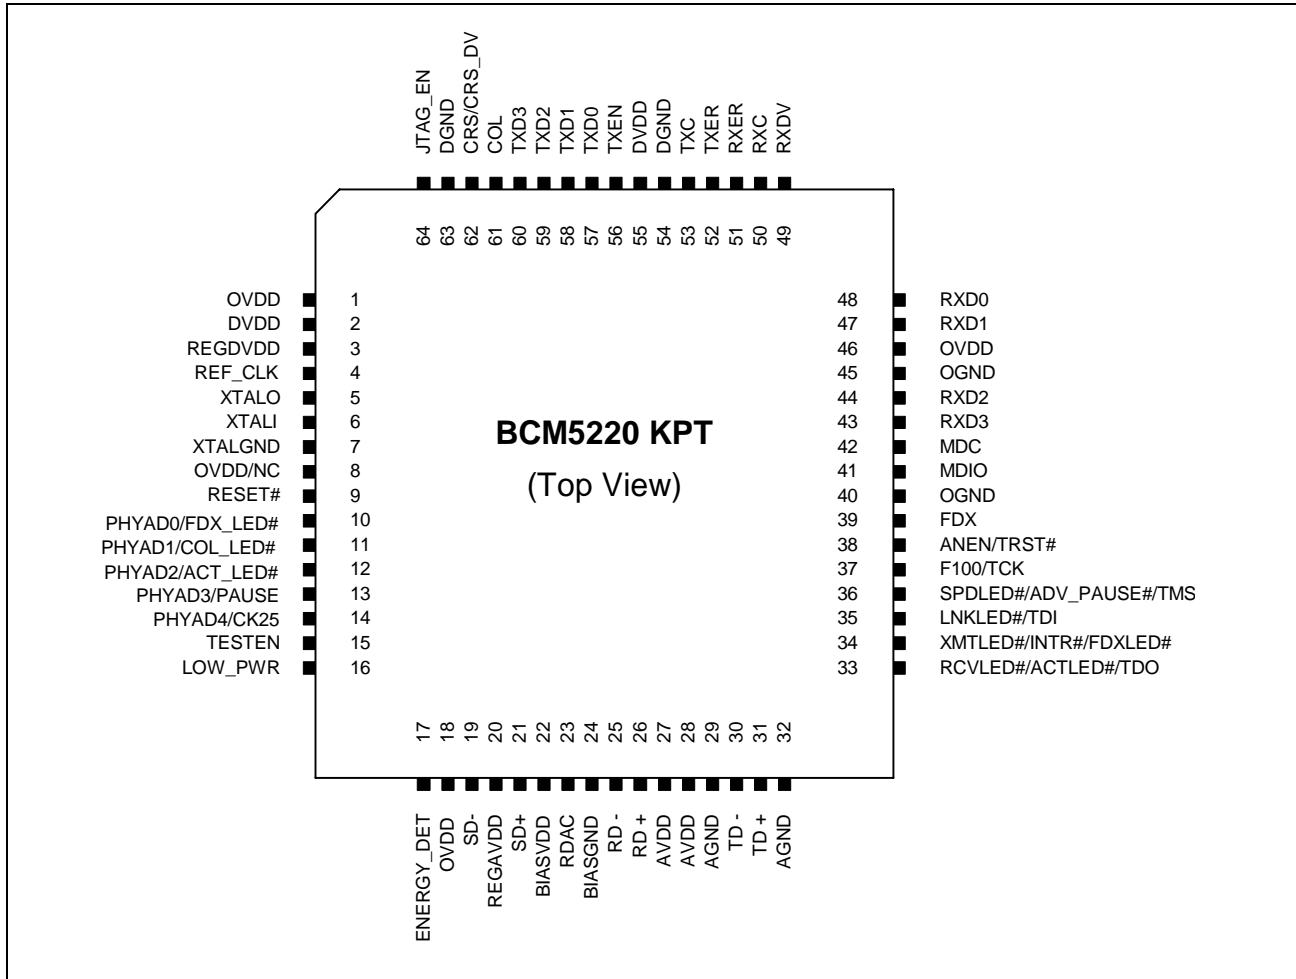 JTAG_EN
DGND
CRS/CRS_DV
COL
TXD3
TXD2
TXD1
TXD0
TXEN
DVDD
DGND
TXC
TXER
RXER
RXC
RXDV
64
63
62
61
60
59
58
57
56
55
54
53
52
51
50
49
OVDD 1
DVDD 2
REGDVDD 3
REF_CLK 4
XTALO 5
XTALI 6
XTALGND 7
OVDD/NC 8
RESET# 9
PHYAD0/FDX_LED# 10
PHYAD1/COL_LED# 11
PHYAD2/ACT_LED# 12
PHYAD3/PAUSE 13
PHYAD4/CK25 14
TESTEN 15
LOW_PWR 16
BCM5220 KPT
(Top View)
48 RXD0
47 RXD1
46 OVDD
45 OGND
44 RXD2
43 RXD3
42 MDC
41 MDIO
40 OGND
39 FDX
38 ANEN/TRST#
37 F100/TCK
36 SPDLED#/ADV_PAUSE#/TMS
35 LNKLED#/TDI
34 XMTLED#/INTR#/FDXLED#
33 RCVLED#/ACTLED#/TDO
17
18
19
20
21
22
23
24
25
26
27
28
29
30
31
32
ENERGY_DET
OVDD
SD-
REGAVDD
SD+
BIASVDD
RDAC
BIASGND
RD -
RD +
AVDD
AVDD
AGND
TD -
TD +
AGND